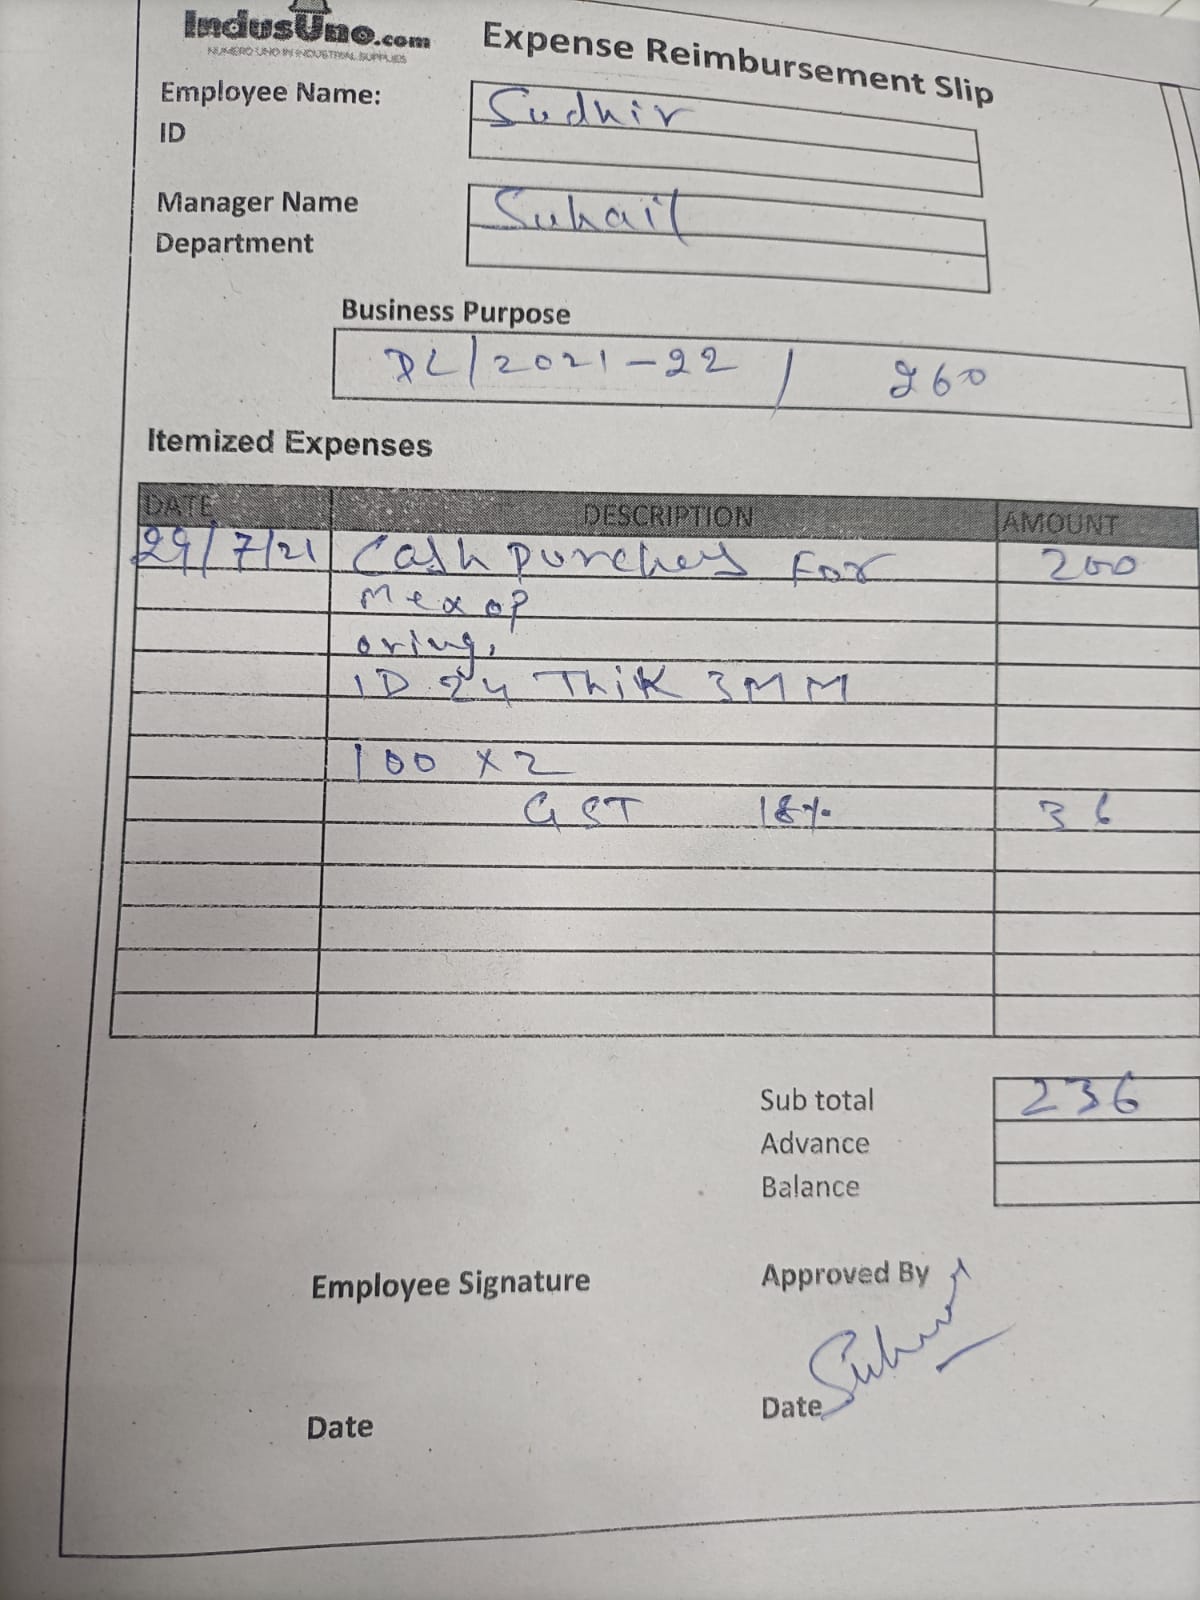 IndusUno.com
NUMERO UNO IN INDUSTRIAL SUPPLIES
Expense Reimbursement Slip
Employee Name: Sudhir
ID
Manager Name Suhail
Department
Business Purpose
DL/2021-22 / 260
Itemized Expenses
DATE DESCRIPTION AMOUNT
29/7/21 Cash purches For 200
oring,
ID 24 Thik 3MM
100 x 2
GST 18% 36
Sub total 236
Advance
Balance
Employee Signature Approved By
Date Date